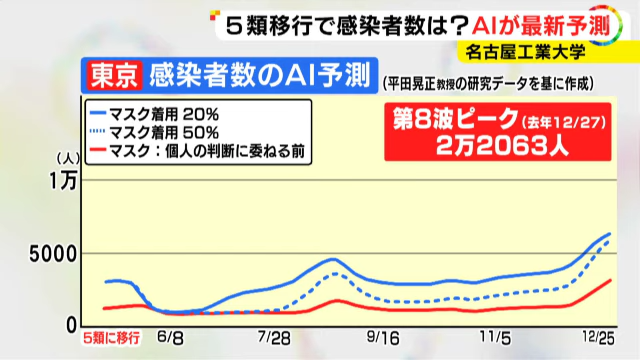 5類移行で感染者数は?AIが最新予測
名古屋工業大学
東京 感染者数のAI予測
(平田晃正教授の研究データを基に作成)
マスク着用 20%
マスク着用 50%
マスク:個人の判断に委ねる前
第8波ピーク(去年12/27)
2万2063人
(人)
1万
5000
0
5類に移行 6/8 7/28 9/16 11/5 12/25